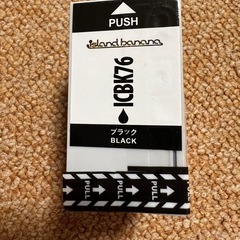 PUSH
island banana
ICBK76
ブラック
BLACK
PULL PULL PULL